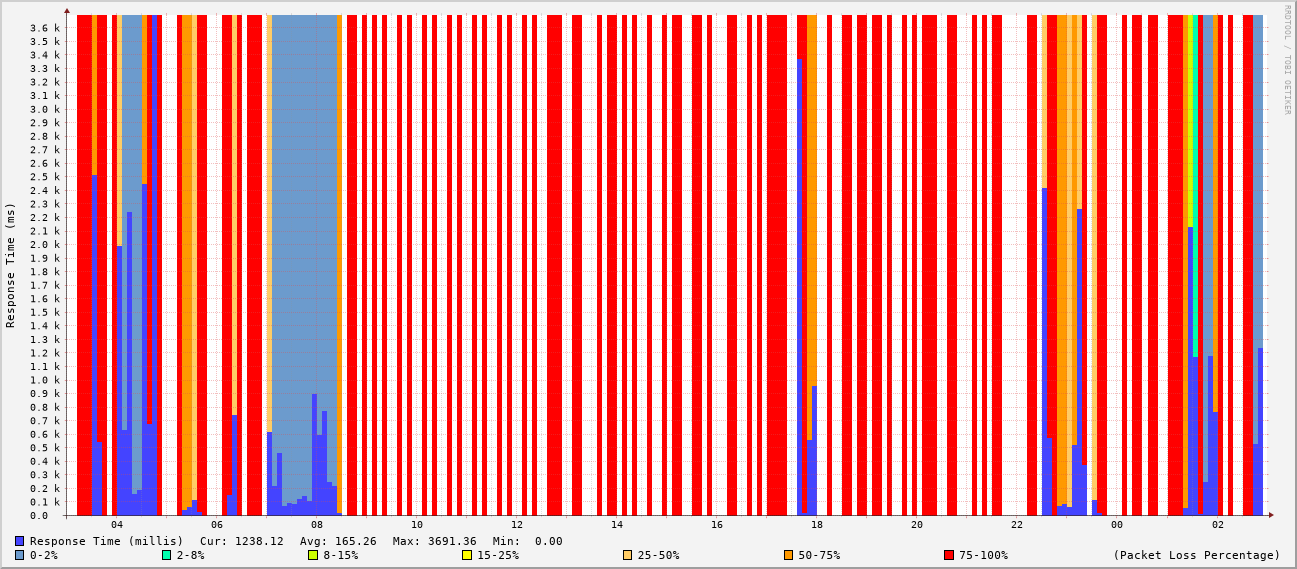 RRDTOOL / TOBI OETIKER
3.6 k
3.5 k
3.4 k
3.3 k
3.2 k
3.1 k
3.0 k
2.9 k
2.8 k
2.7 k
2.6 k
2.5 k
2.4 k
2.3 k
2.2 k
2.1 k
2.0 k
1.9 k
1.8 k
1.7 k
1.6 k
1.5 k
1.4 k
1.3 k
1.2 k
1.1 k
1.0 k
0.9 k
0.8 k
0.7 k
0.6 k
0.5 k
0.4 k
0.3 k
0.2 k
0.1 k
0.0
Response Time (ms)
04 06 08 10 12 14 16 18 20 22 00 02
Response Time (millis) Cur: 1238.12 Avg: 165.26 Max: 3691.36 Min: 0.00
0-2% 2-8% 8-15% 15-25% 25-50% 50-75% 75-100% (Packet Loss Percentage)